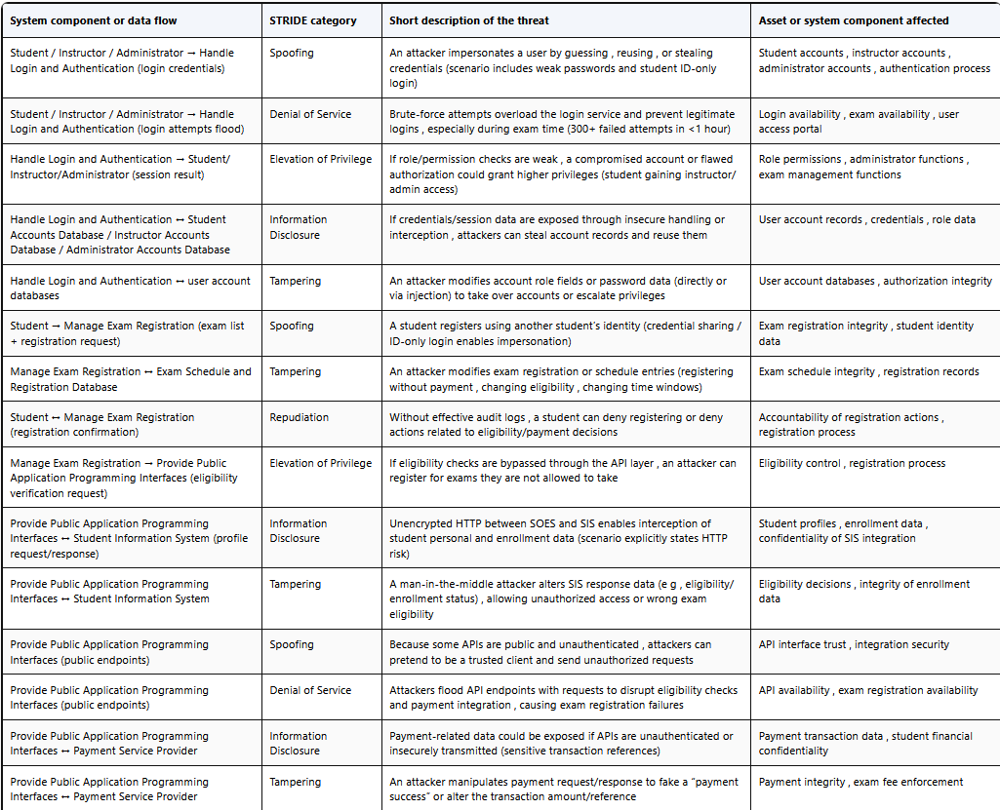 System component or data flow
STRIDE category
Short description of the threat
Asset or system component affected
Student / Instructor / Administrator → Handle
Login and Authentication (login credentials)
Spoofing
An attacker impersonates a user by guessing , reusing , or stealing
credentials (scenario includes weak passwords and student ID-only
login)
Student accounts , instructor accounts ,
administrator accounts , authentication process
Student / Instructor / Administrator → Handle
Login and Authentication (login attempts flood)
Denial of Service
Brute-force attempts overload the login service and prevent legitimate
logins , especially during exam time (300+ failed attempts in <1 hour)
Login availability , exam availability , user
access portal
Handle Login and Authentication → Student/
Instructor/Administrator (session result)
Elevation of Privilege
If role/permission checks are weak , a compromised account or flawed
authorization could grant higher privileges (student gaining instructor/
admin access)
Role permissions , administrator functions ,
exam management functions
Handle Login and Authentication ↔ Student
Accounts Database / Instructor Accounts
Database / Administrator Accounts Database
Information
Disclosure
If credentials/session data are exposed through insecure handling or
interception , attackers can steal account records and reuse them
User account records , credentials , role data
Handle Login and Authentication ↔ user account
databases
Tampering
An attacker modifies account role fields or password data (directly or
via injection) to take over accounts or escalate privileges
User account databases , authorization integrity
Student → Manage Exam Registration (exam list
+ registration request)
Spoofing
A student registers using another student’s identity (credential sharing /
ID-only login enables impersonation)
Exam registration integrity , student identity
data
Manage Exam Registration ↔ Exam Schedule and
Registration Database
Tampering
An attacker modifies exam registration or schedule entries (registering
without payment , changing eligibility , changing time windows)
Exam schedule integrity , registration records
Student ↔ Manage Exam Registration
(registration confirmation)
Repudiation
Without effective audit logs , a student can deny registering or deny
actions related to eligibility/payment decisions
Accountability of registration actions ,
registration process
Manage Exam Registration → Provide Public
Application Programming Interfaces (eligibility
verification request)
Elevation of Privilege
If eligibility checks are bypassed through the API layer , an attacker can
register for exams they are not allowed to take
Eligibility control , registration process
Provide Public Application Programming
Interfaces ↔ Student Information System (profile
request/response)
Information
Disclosure
Unencrypted HTTP between SOES and SIS enables interception of
student personal and enrollment data (scenario explicitly states HTTP
risk)
Student profiles , enrollment data ,
confidentiality of SIS integration
Provide Public Application Programming
Interfaces ↔ Student Information System
Tampering
A man-in-the-middle attacker alters SIS response data (e g , eligibility/
enrollment status) , allowing unauthorized access or wrong exam
eligibility
Eligibility decisions , integrity of enrollment
data
Provide Public Application Programming
Interfaces (public endpoints)
Spoofing
Because some APIs are public and unauthenticated , attackers can
pretend to be a trusted client and send unauthorized requests
API interface trust , integration security
Provide Public Application Programming
Interfaces (public endpoints)
Denial of Service
Attackers flood API endpoints with requests to disrupt eligibility checks
and payment integration , causing exam registration failures
API availability , exam registration availability
Provide Public Application Programming
Interfaces ↔ Payment Service Provider
Information
Disclosure
Payment-related data could be exposed if APIs are unauthenticated or
insecurely transmitted (sensitive transaction references)
Payment transaction data , student financial
confidentiality
Provide Public Application Programming
Interfaces ↔ Payment Service Provider
Tampering
An attacker manipulates payment request/response to fake a “payment
success” or alter the transaction amount/reference
Payment integrity , exam fee enforcement